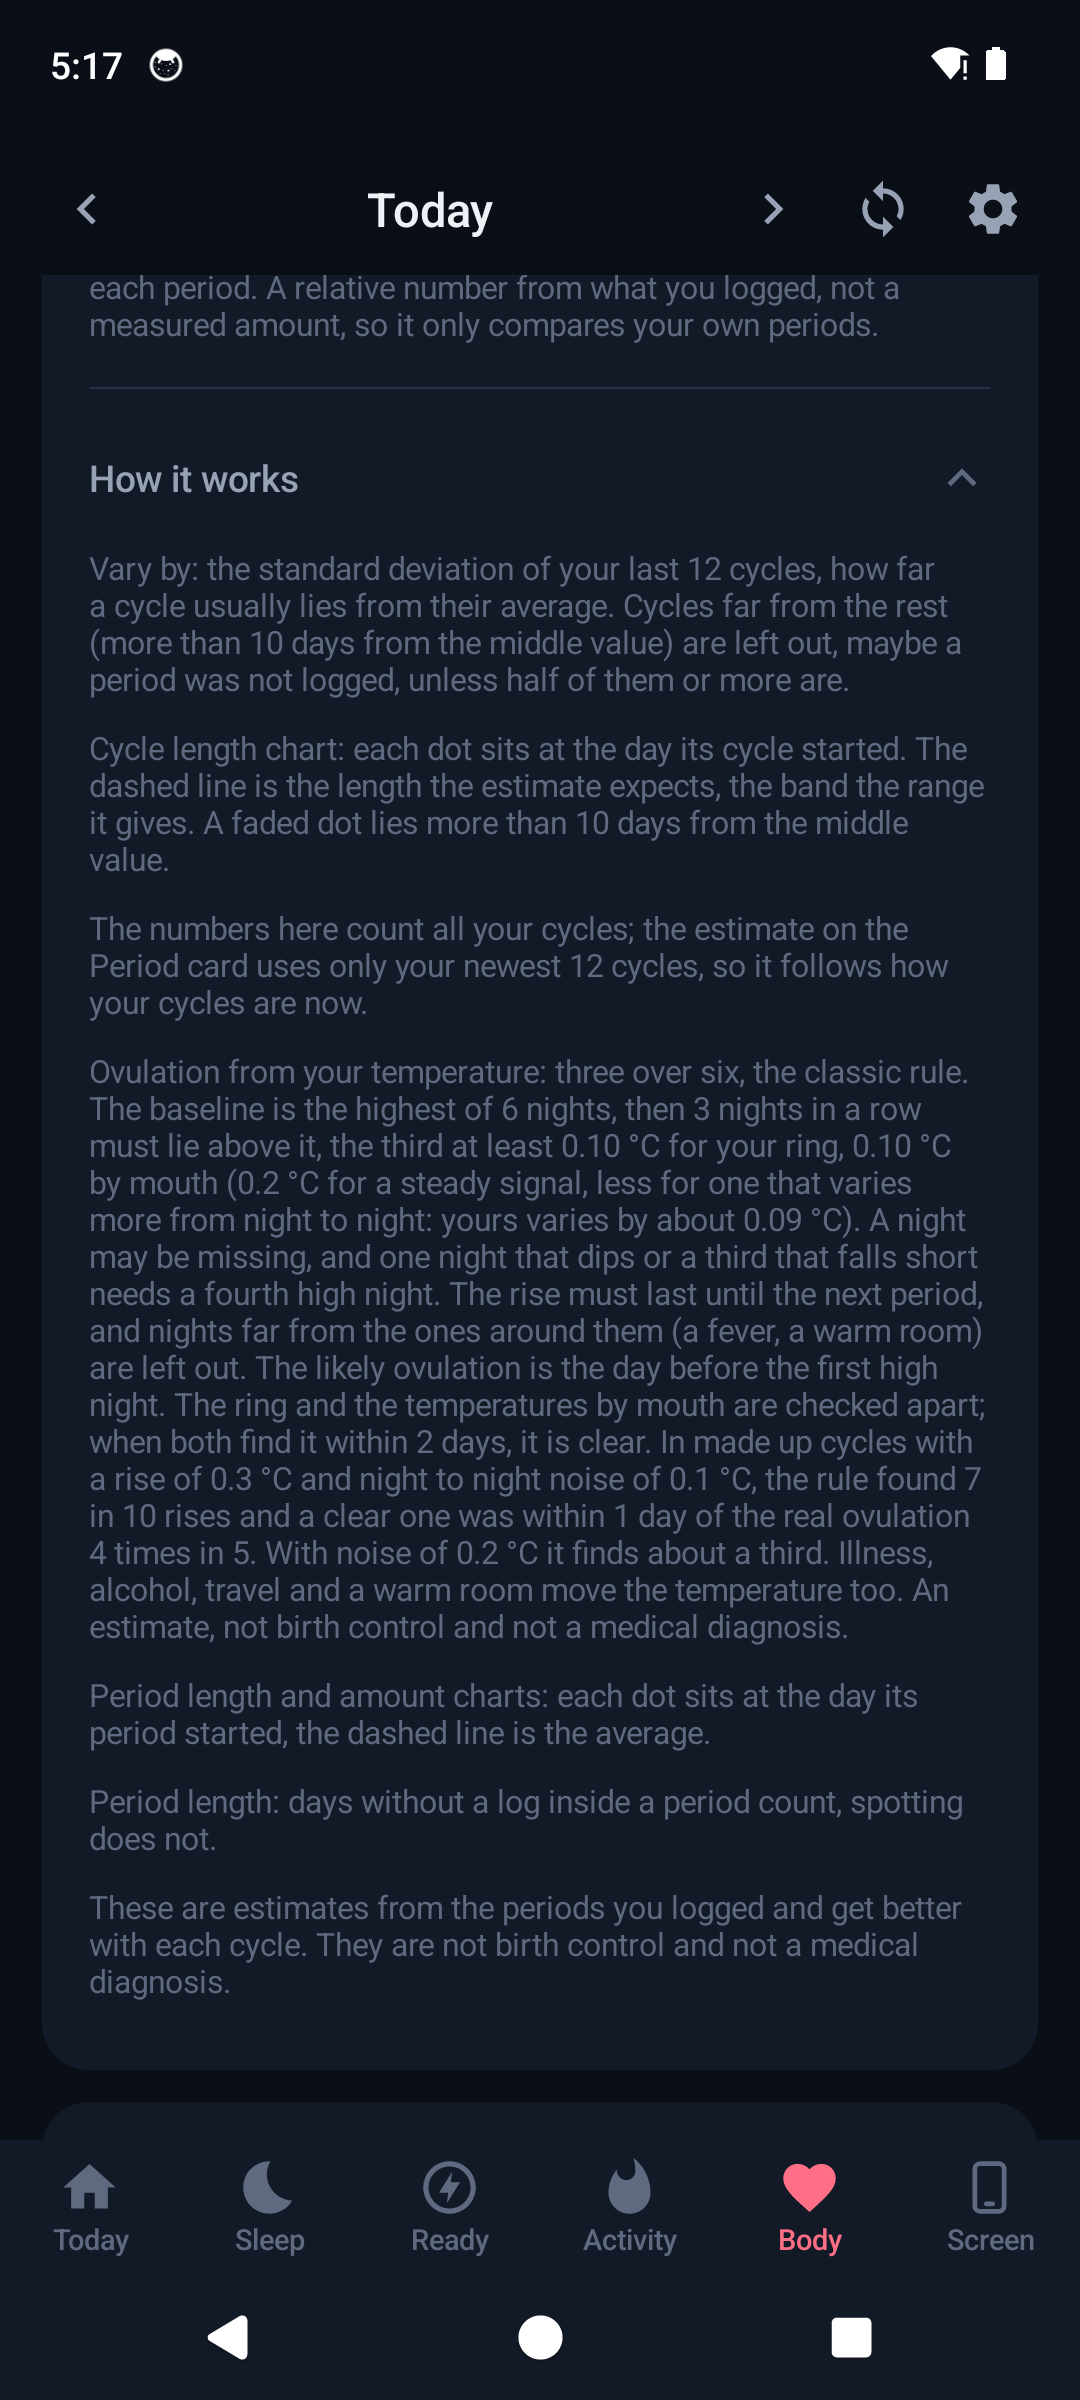 5:17
Today
each period. A relative number from what you logged, not a
measured amount, so it only compares your own periods.
How it works
Vary by: the standard deviation of your last 12 cycles, how far
a cycle usually lies from their average. Cycles far from the rest
(more than 10 days from the middle value) are left out, maybe a
period was not logged, unless half of them or more are.
Cycle length chart: each dot sits at the day its cycle started. The
dashed line is the length the estimate expects, the band the range
it gives. A faded dot lies more than 10 days from the middle
value.
The numbers here count all your cycles; the estimate on the
Period card uses only your newest 12 cycles, so it follows how
your cycles are now.
Ovulation from your temperature: three over six, the classic rule.
The baseline is the highest of 6 nights, then 3 nights in a row
must lie above it, the third at least 0.10 °C for your ring, 0.10 °C
by mouth (0.2 °C for a steady signal, less for one that varies
more from night to night: yours varies by about 0.09 °C). A night
may be missing, and one night that dips or a third that falls short
needs a fourth high night. The rise must last until the next period,
and nights far from the ones around them (a fever, a warm room)
are left out. The likely ovulation is the day before the first high
night. The ring and the temperatures by mouth are checked apart;
when both find it within 2 days, it is clear. In made up cycles with
a rise of 0.3 °C and night to night noise of 0.1 °C, the rule found 7
in 10 rises and a clear one was within 1 day of the real ovulation
4 times in 5. With noise of 0.2 °C it finds about a third. Illness,
alcohol, travel and a warm room move the temperature too. An
estimate, not birth control and not a medical diagnosis.
Period length and amount charts: each dot sits at the day its
period started, the dashed line is the average.
Period length: days without a log inside a period count, spotting
does not.
These are estimates from the periods you logged and get better
with each cycle. They are not birth control and not a medical
diagnosis.
Today
Sleep
Ready
Activity
Body
Screen